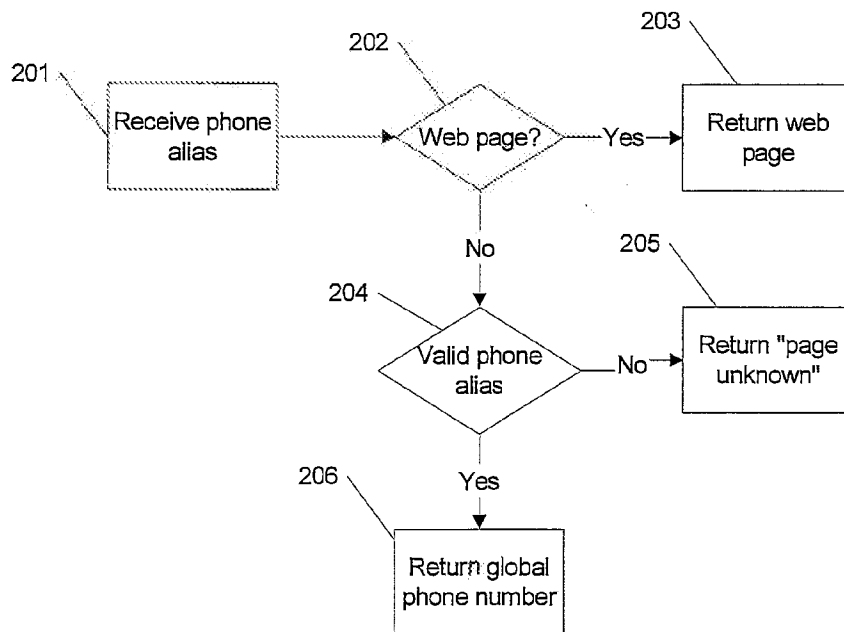 201
Receive phone
alias
202
Web page?
Yes
203
Return web
page
No
204
Valid phone
alias
No
205
Return "page
unknown"
Yes
206
Return global
phone number